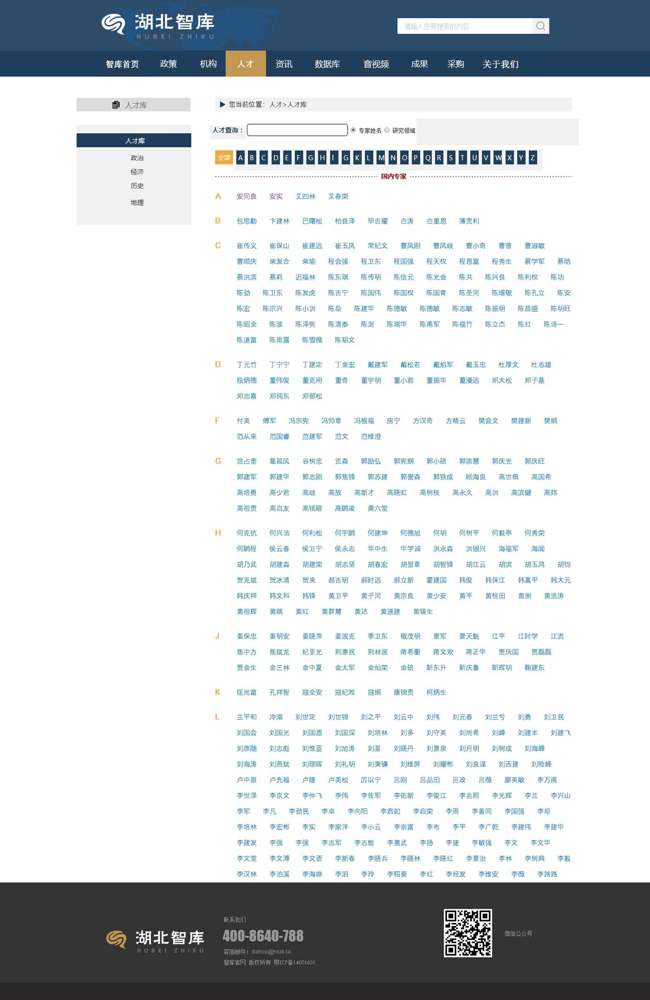 湖北智库
HUBEI ZHIKU
请输入您要搜索的内容
智库首页 政策 机构 人才 资讯 数据库 音视频 成果 采购 关于我们
人才库
您当前位置：人才>人才库
人才查询： 专家姓名 研究领域
人才库
政治
经济
历史
地理
全部 A B C D E F G H I G K L M N O P Q R S T U V W X Y Z
国内专家
A 安同良 安实 艾四林 艾春荣
B 包思勤 卞建林 巴曙松 柏良泽 毕吉耀 白涛 白重恩 薄贵利
C 崔传义 崔保山 崔建远 崔玉凤 常纪文 曹凤刚 曹凤岐 曹小奇 曹普 曹淑敏
曹顺庆 柴发合 柴瑜 程会强 程卫东 程国强 程天权 程恩富 程秀生 蔡学军 蔡昉
蔡洪滨 蔡莉 迟福林 陈东琪 陈传明 陈信元 陈光金 陈共 陈兴良 陈利权 陈功
陈劲 陈卫东 陈发虎 陈吉宁 陈国伟 陈国权 陈国青 陈圣河 陈增敬 陈孔立 陈安
陈宏 陈宗兴 陈小洪 陈岳 陈建华 陈德敏 陈德敏 陈志敏 陈振明 陈昌盛 陈明旺
陈昭全 陈波 陈泽宪 陈清泰 陈澍 陈瑞华 陈甬军 陈福竹 陈立杰 陈红 陈诗一
陈道富 陈雨露 陈雪薇 陈韬文
D 丁元竹 丁宁宁 丁建定 丁金宏 戴建军 戴松若 戴焰军 戴玉忠 杜厚文 杜志雄
段炳德 董伟俊 董克用 董奇 董宇明 董小君 董振华 董漫远 邓大松 邓子基
邓志喜 邓纯东 邓郁松
F 付英 傅军 冯宗宪 冯帅章 冯根福 房宁 方汉奇 方精云 樊会文 樊建新 樊纲
范从来 范国睿 范建军 范文 范维澄
G 宫占奎 葛延风 谷树忠 贡森 郭励弘 郭宪纲 郭小碚 郭崇慧 郭庆光 郭庆旺
郭建军 郭建华 郭志刚 郭焦锋 郭苏建 郭誉森 郭铁成 顾海良 高世楫 高国希
高培勇 高少君 高岐 高放 高新才 高晓虹 高树枝 高永久 高洪 高滨健 高炜
高祖贵 高自友 高铭暄 高鹏凌 龚六堂
H 何克抗 何兴法 何利松 何宇鹏 何建坤 何德旭 何明 何树平 何毅亭 何秀荣
何鹏程 侯云春 侯卫宁 侯永志 华中生 华学诚 洪永淼 洪银兴 海福军 海闻
胡乃武 胡建淼 胡建荣 胡志坚 胡春宏 胡显章 胡智锋 胡江云 胡滨 胡玉鸿 胡钧
贺克斌 贺冰清 贺来 郝吉明 郝时远 郝立新 霍建国 韩俊 韩保江 韩喜平 韩大元
韩庆祥 韩文科 韩锋 黄卫平 黄子河 黄宗良 黄少安 黄平 黄桂田 黄洲 黄浩涛
黄祖辉 黄端 黄红 黄群慧 黄达 黄速建 黄锡生
J 姜保忠 姜明安 姜晓萍 姜波克 季卫东 敬茂明 景军 景天魁 江平 江时学 江流
焦中方 焦斌龙 纪亚光 荆惠民 荆林波 蒋希蘅 蒋文欢 蒋正华 贾庆国 贾磊磊
贾金生 金三林 金中夏 金太军 金灿荣 金碚 靳东升 靳庆鲁 靳辉明 鞠建东
K 匡尚富 孔祥智 寇全安 寇纪淞 寇纲 康锦贵 柯炳生
L 兰平和 冷溶 刘世定 刘世锦 刘之平 刘云中 刘伟 刘元春 刘兰兮 刘勇 刘卫民
刘国会 刘国光 刘国恩 刘国深 刘培林 刘多 刘守英 刘尚希 刘峰 刘建丰 刘建飞
刘彦随 刘志彪 刘惟蓝 刘旭涛 刘星 刘晓丹 刘景泉 刘月明 刘树成 刘海峰
刘海涛 刘燕斌 刘理晖 刘礼明 刘秉镰 刘维屏 刘耀彬 刘良谋 刘西建 刘险峰
卢中原 卢先福 卢婕 卢美松 厉以宁 吕刚 吕品田 吕政 吕薇 廖英敏 李万甫
李世泽 李京文 李仲飞 李伟 李佐军 李佑新 李俊江 李兆熙 李光辉 李兰 李兴山
李军 李凡 李劲民 李卓 李向阳 李君如 李启荣 李周 李善同 李国强 李垣
李培林 李宏彬 李实 李家洋 李小云 李崇富 李布 李平 李广乾 李建伟 李建华
李建发 李强 李强 李志军 李志能 李惠武 李扬 李捷 李敏强 李文 李文华
李文堂 李文溥 李文语 李新春 李晓兵 李晓林 李晓红 李景治 李林 李树典 李毅
李汉林 李泊溪 李海峥 李滔 李玲 李稻葵 李红 李经发 李维安 李薇 李路路
湖北智库
HUBEI ZHIKU
联系我们
400-8640-788
客服邮件：dahuo@niub.la
智库官网 版权所有 鄂ICP备14001631
微信公众号